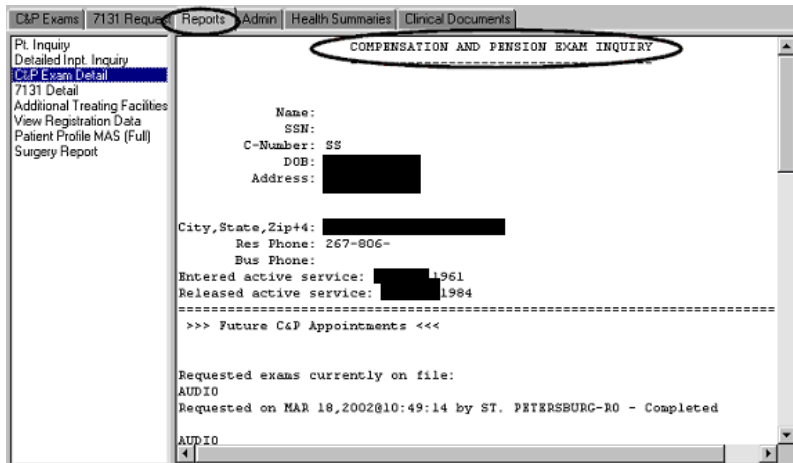 C&P Exams 7131 Request Reports Admin Health Summaries Clinical Documents
Pt. Inquiry
Detailed Inpt. Inquiry
C&P Exam Detail
7131 Detail
Additional Treating Facilities
View Registration Data
Patient Profile MAS (Full)
Surgery Report
COMPENSATION AND PENSION EXAM INQUIRY
Name:
SSN:
C-Number: SS
DOB:
Address:
City,State,Zip+4:
Res Phone: 267-806-
Bus Phone:
Entered active service: 1961
Released active service: 1984
>>> Future C&P Appointments <<<
Requested exams currently on file:
AUDIO
Requested on MAR 18,2002@10:49:14 by ST. PETERSBURG-RO - Completed
AUDIO